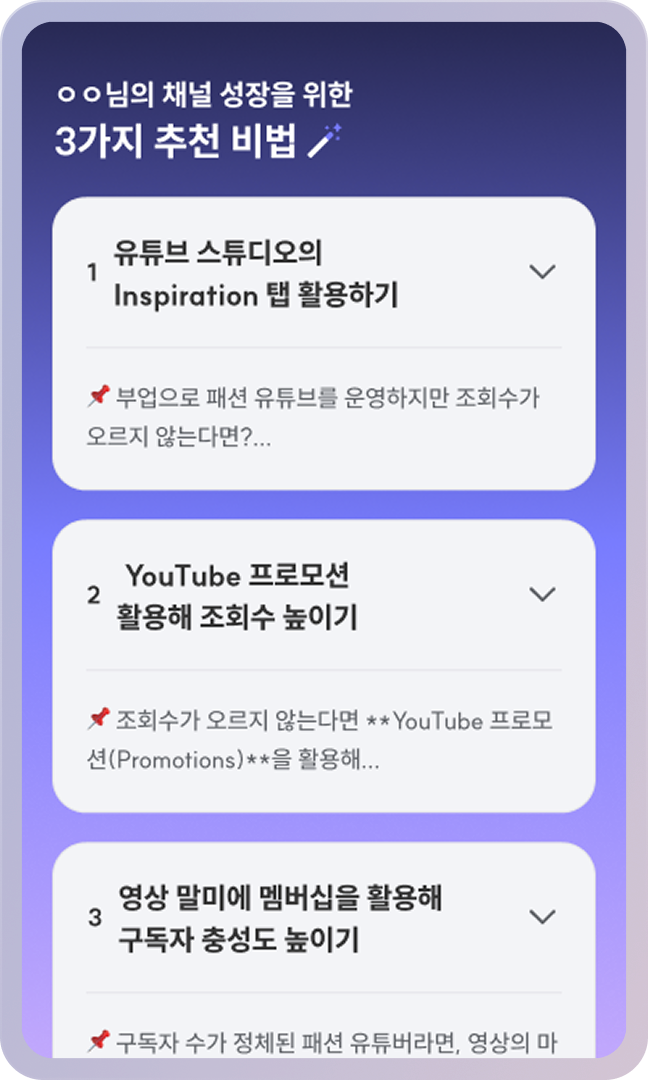 ㅇㅇ님의 채널 성장을 위한
3가지 추천 비법
1
유튜브 스튜디오의
Inspiration 탭 활용하기
부업으로 패션 유튜브를 운영하지만 조회수가
오르지 않는다면?...
2
YouTube 프로모션
활용해 조회수 높이기
조회수가 오르지 않는다면 **YouTube 프로모
션(Promotions)**을 활용해...
3
영상 말미에 멤버십을 활용해
구독자 충성도 높이기
구독자 수가 정체된 패션 유튜버라면, 영상의 마